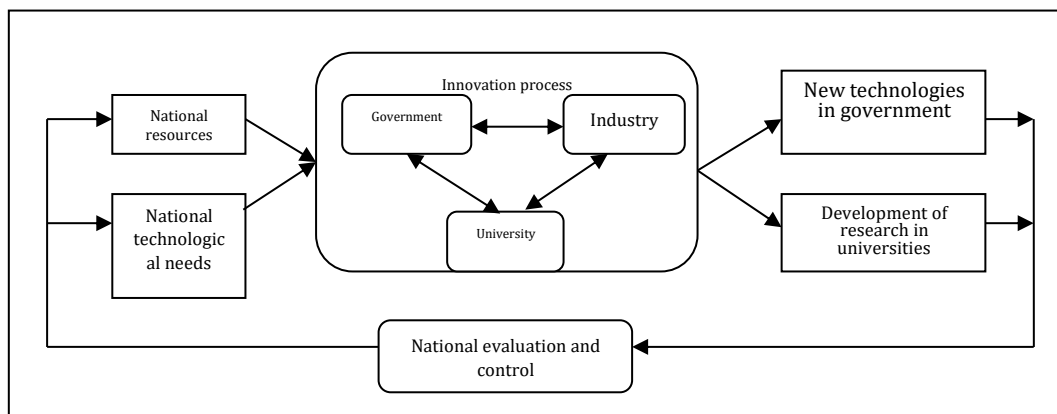 Innovation process
National
resources
National
technologic
al needs
Government
Industry
University
New technologies
in government
Development of
research in
universities
National evaluation and
control